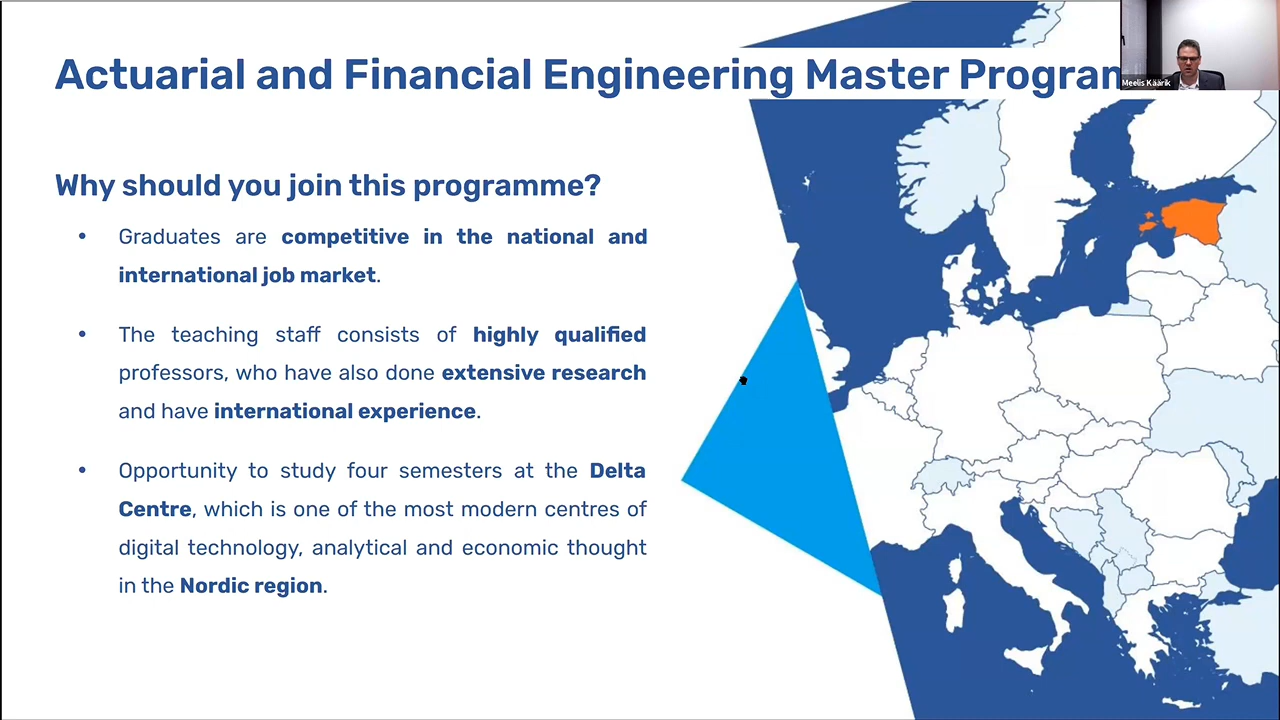 Actuarial and Financial Engineering Master Program
Meelis Käärik
Why should you join this programme?
• Graduates are competitive in the national and
international job market.
• The teaching staff consists of highly qualified
professors, who have also done extensive research
and have international experience.
• Opportunity to study four semesters at the Delta
Centre, which is one of the most modern centres of
digital technology, analytical and economic thought
in the Nordic region.